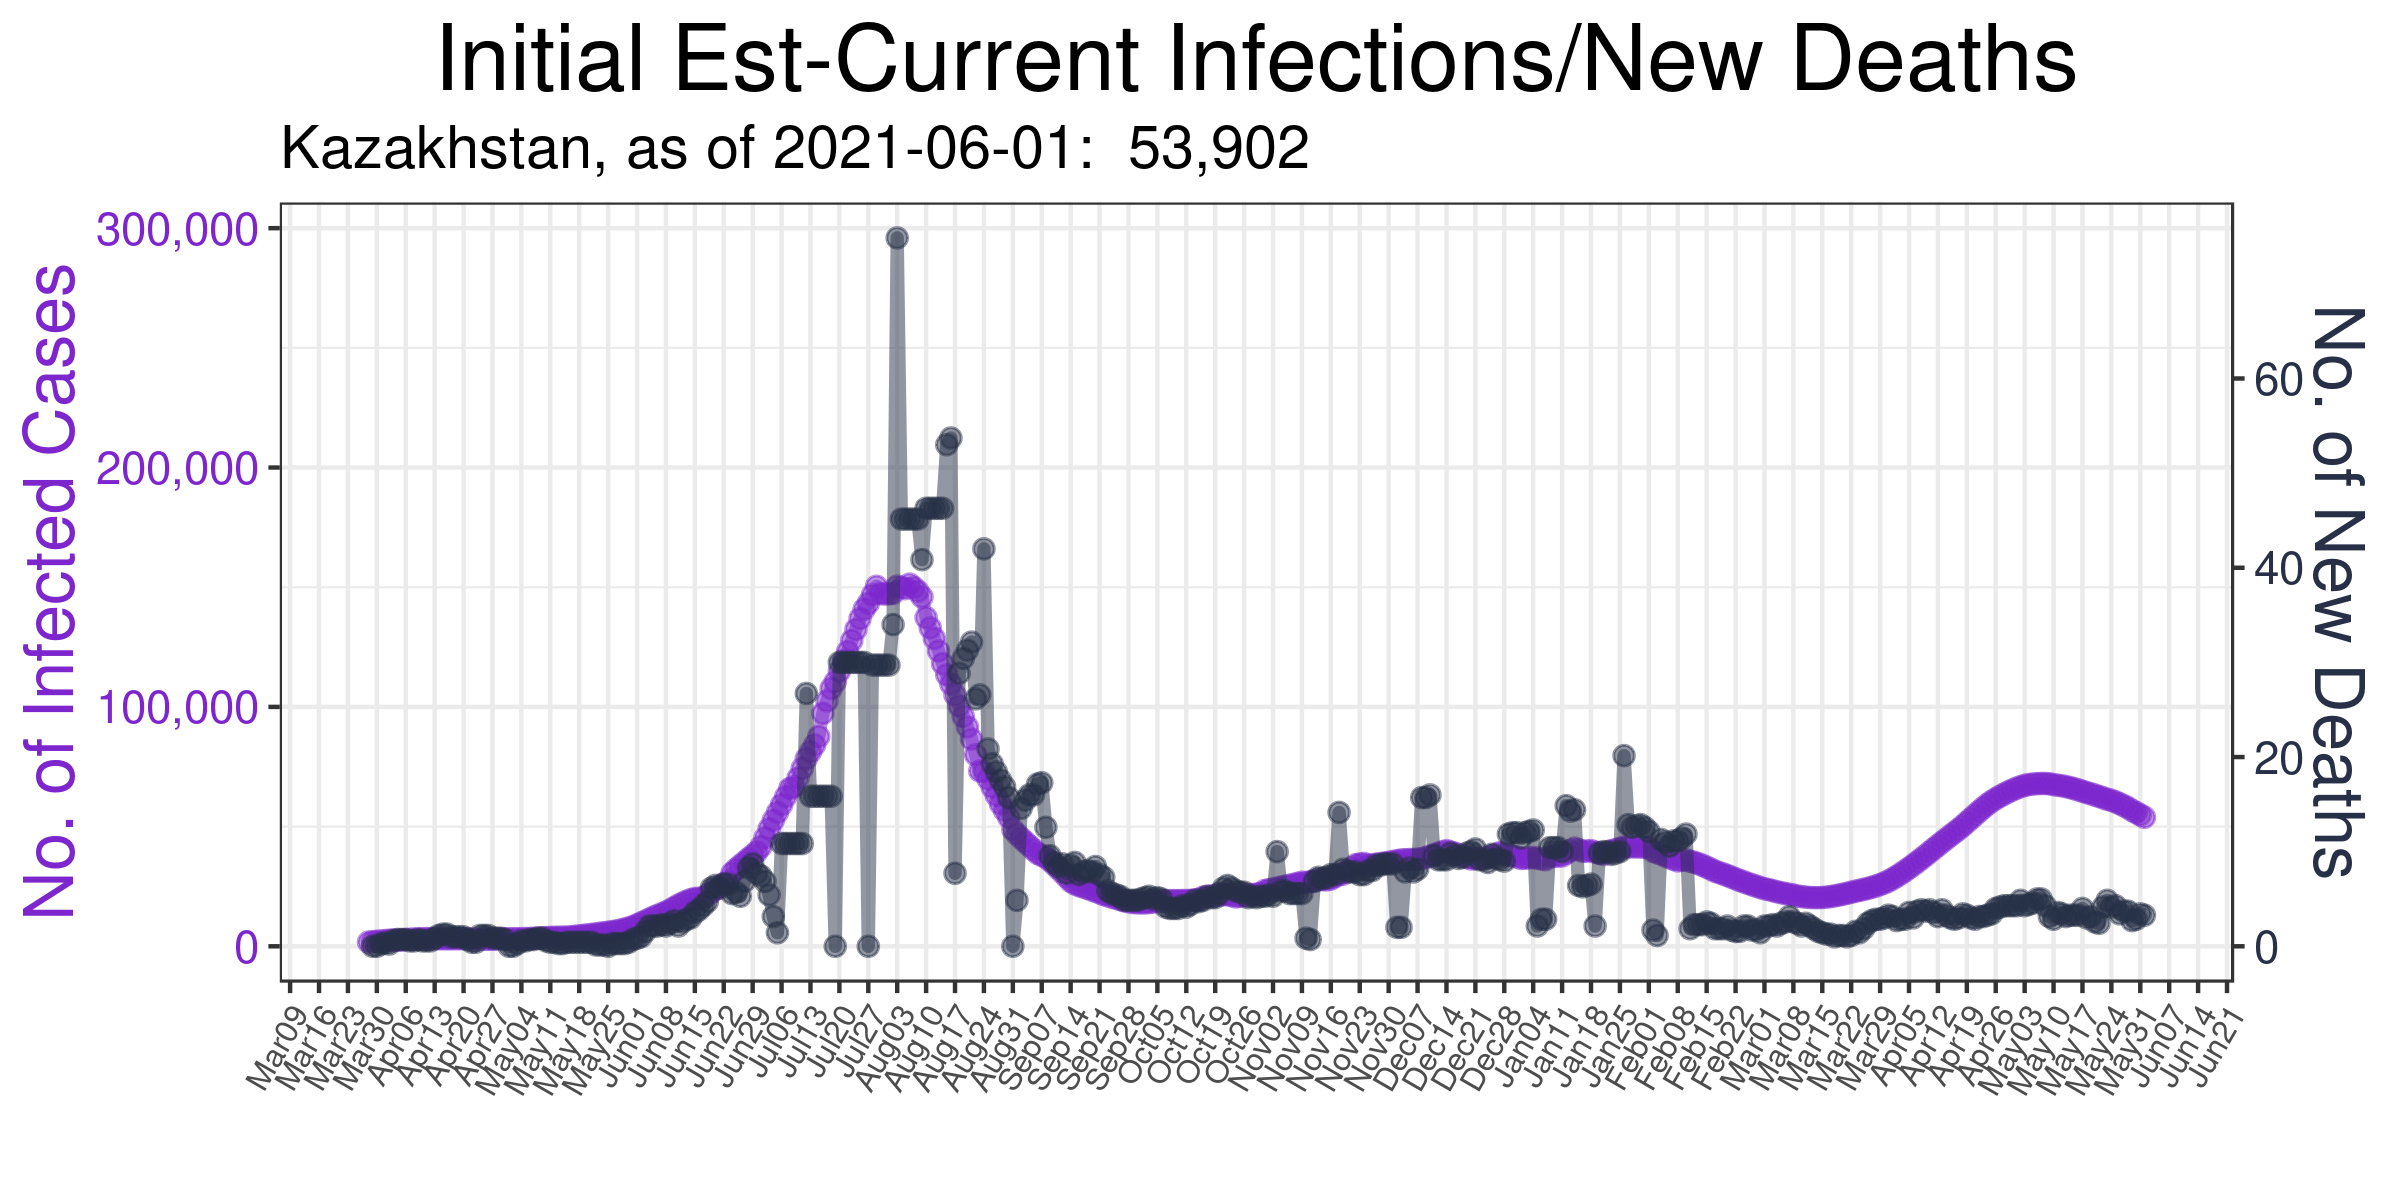 Initial Est-Current Infections/New Deaths
Kazakhstan, as of 2021-06-01:  53,902
No. of Infected Cases
300,000
200,000
100,000
0
No. of New Deaths
60
40
20
0
Mar09
Mar16
Mar23
Mar30
Apr06
Apr13
Apr20
Apr27
May04
May11
May18
May25
Jun01
Jun08
Jun15
Jun22
Jun29
Jul06
Jul13
Jul20
Jul27
Aug03
Aug10
Aug17
Aug24
Aug31
Sep07
Sep14
Sep21
Sep28
Oct05
Oct12
Oct19
Oct26
Nov02
Nov09
Nov16
Nov23
Nov30
Dec07
Dec14
Dec21
Dec28
Jan04
Jan11
Jan18
Jan25
Feb01
Feb08
Feb15
Feb22
Mar01
Mar08
Mar15
Mar22
Mar29
Apr05
Apr12
Apr19
Apr26
May03
May10
May17
May24
May31
Jun07
Jun14
Jun21